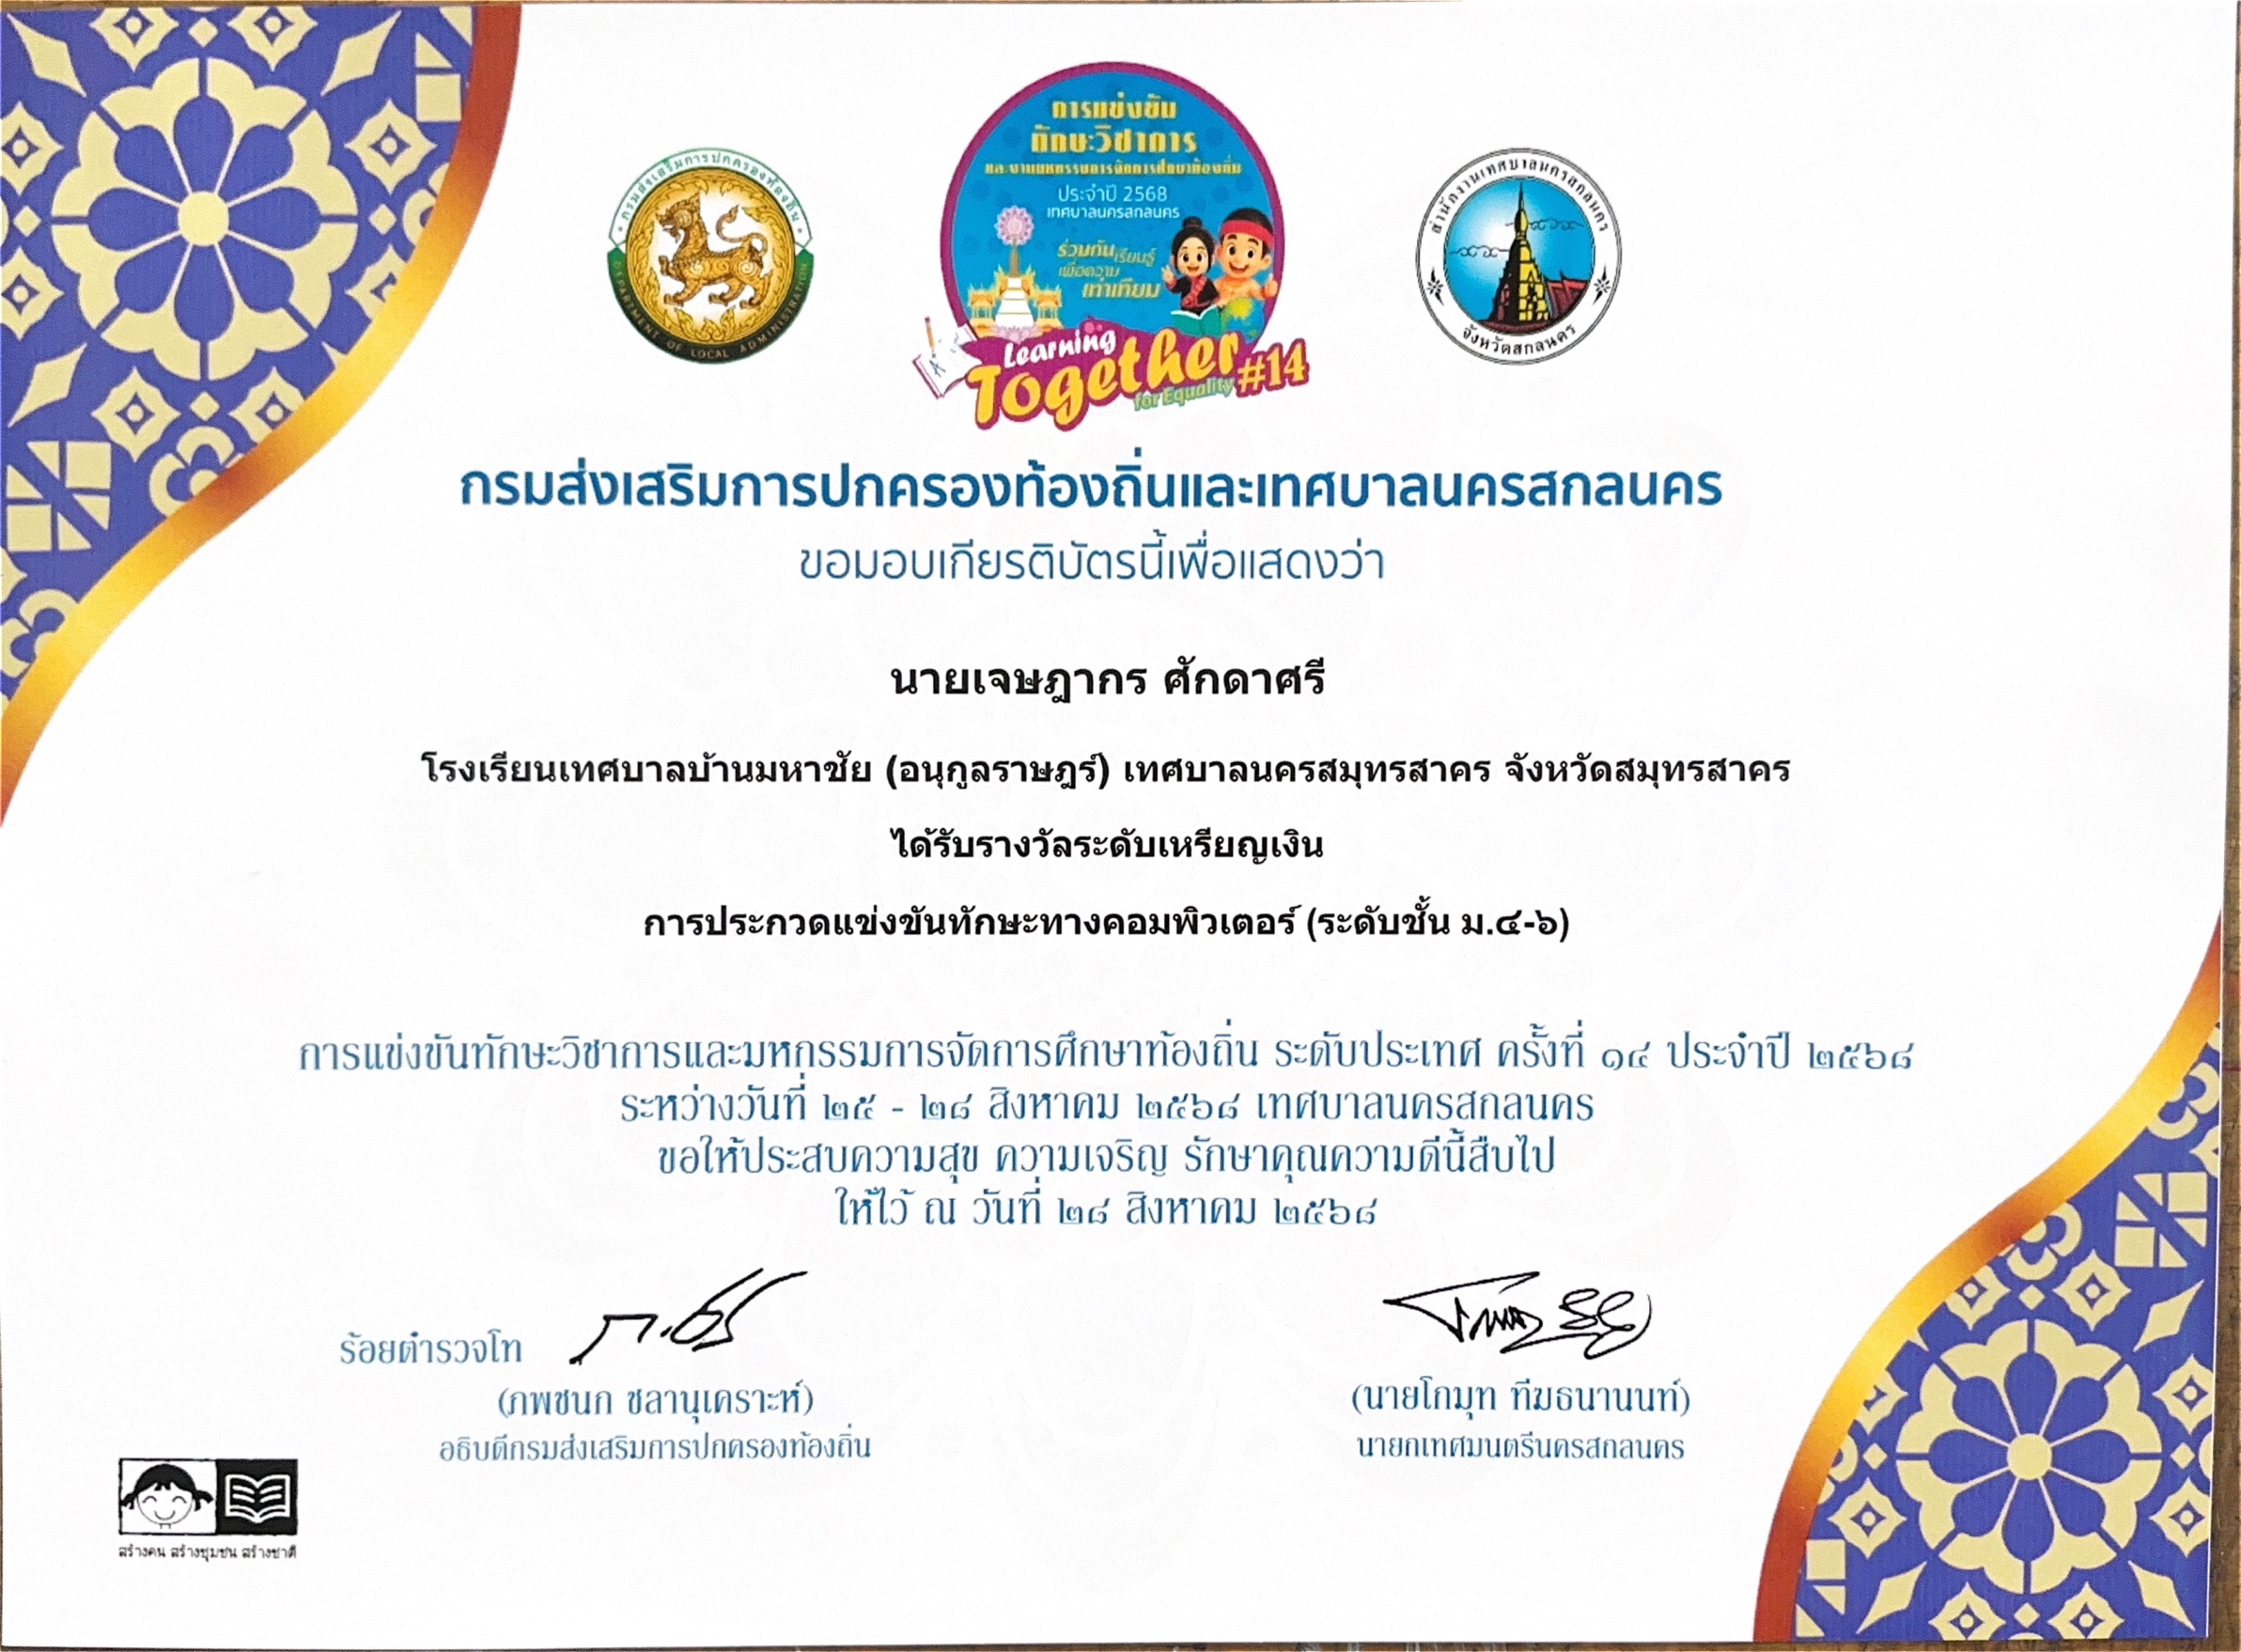 กรมส่งเสริมการปกครองท้องถิ่น
DEPARTMENT OF LOCAL ADMINISTRATION
การแข่งขัน
ทักษะวิชาการ
และงานมหกรรมการจัดการศึกษาท้องถิ่น
ประจำปี 2568
เทศบาลนครสกลนคร
ร่วมกันเรียนรู้
เพื่อความ
เท่าเทียม
Learning
Together #14
for Equality
สำนักงานเทศบาลนครสกลนคร
จังหวัดสกลนคร
กรมส่งเสริมการปกครองท้องถิ่นและเทศบาลนครสกลนคร
ขอมอบเกียรติบัตรนี้เพื่อแสดงว่า
นายเจษฎากร ศักดาศรี
โรงเรียนเทศบาลบ้านมหาชัย (อนุกูลราษฎร์) เทศบาลนครสมุทรสาคร จังหวัดสมุทรสาคร
ได้รับรางวัลระดับเหรียญเงิน
การประกวดแข่งขันทักษะทางคอมพิวเตอร์ (ระดับชั้น ม.๔-๖)
การแข่งขันทักษะวิชาการและมหกรรมการจัดการศึกษาท้องถิ่น ระดับประเทศ ครั้งที่ ๑๔ ประจำปี ๒๕๖๘
ระหว่างวันที่ ๒๕ - ๒๘ สิงหาคม ๒๕๖๘ เทศบาลนครสกลนคร
ขอให้ประสบความสุข ความเจริญ รักษาคุณความดีนี้สืบไป
ให้ไว้ ณ วันที่ ๒๘ สิงหาคม ๒๕๖๘
ร้อยตำรวจโท
(ภพชนก ชลานุเคราะห์)
อธิบดีกรมส่งเสริมการปกครองท้องถิ่น
(นายโกมุท ทีฆธนานนท์)
นายกเทศมนตรีนครสกลนคร
สร้างคน สร้างชุมชน สร้างชาติ